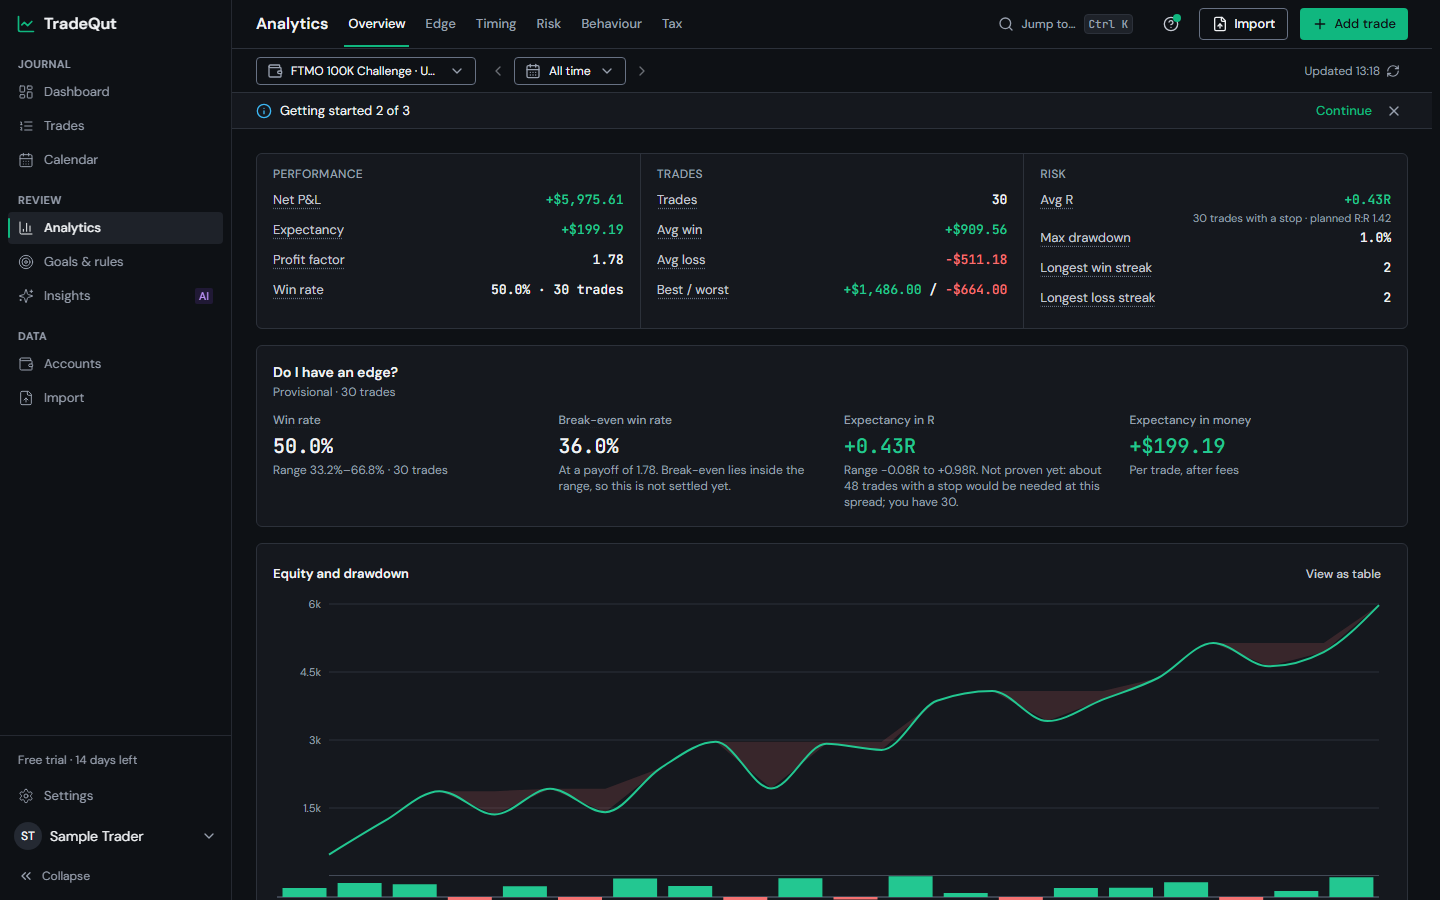 TradeQut
JOURNAL
Dashboard
Trades
Calendar
REVIEW
Analytics
Goals & rules
Insights AI
DATA
Accounts
Import
Free trial · 14 days left
Settings
ST Sample Trader
Collapse
Analytics Overview Edge Timing Risk Behaviour Tax
Jump to... Ctrl K
Import
Add trade
FTMO 100K Challenge · U...
All time
Updated 13:18
Getting started 2 of 3
Continue
PERFORMANCE
Net P&L +$5,975.61
Expectancy +$199.19
Profit factor 1.78
Win rate 50.0% · 30 trades
TRADES
Trades 30
Avg win +$909.56
Avg loss -$511.18
Best / worst +$1,486.00 / -$664.00
RISK
Avg R +0.43R
30 trades with a stop · planned R:R 1.42
Max drawdown 1.0%
Longest win streak 2
Longest loss streak 2
Do I have an edge?
Provisional · 30 trades
Win rate
50.0%
Range 33.2%–66.8% · 30 trades
Break-even win rate
36.0%
At a payoff of 1.78. Break-even lies inside the
range, so this is not settled yet.
Expectancy in R
+0.43R
Range -0.08R to +0.98R. Not proven yet: about
48 trades with a stop would be needed at this
spread; you have 30.
Expectancy in money
+$199.19
Per trade, after fees
Equity and drawdown
View as table
6k
4.5k
3k
1.5k